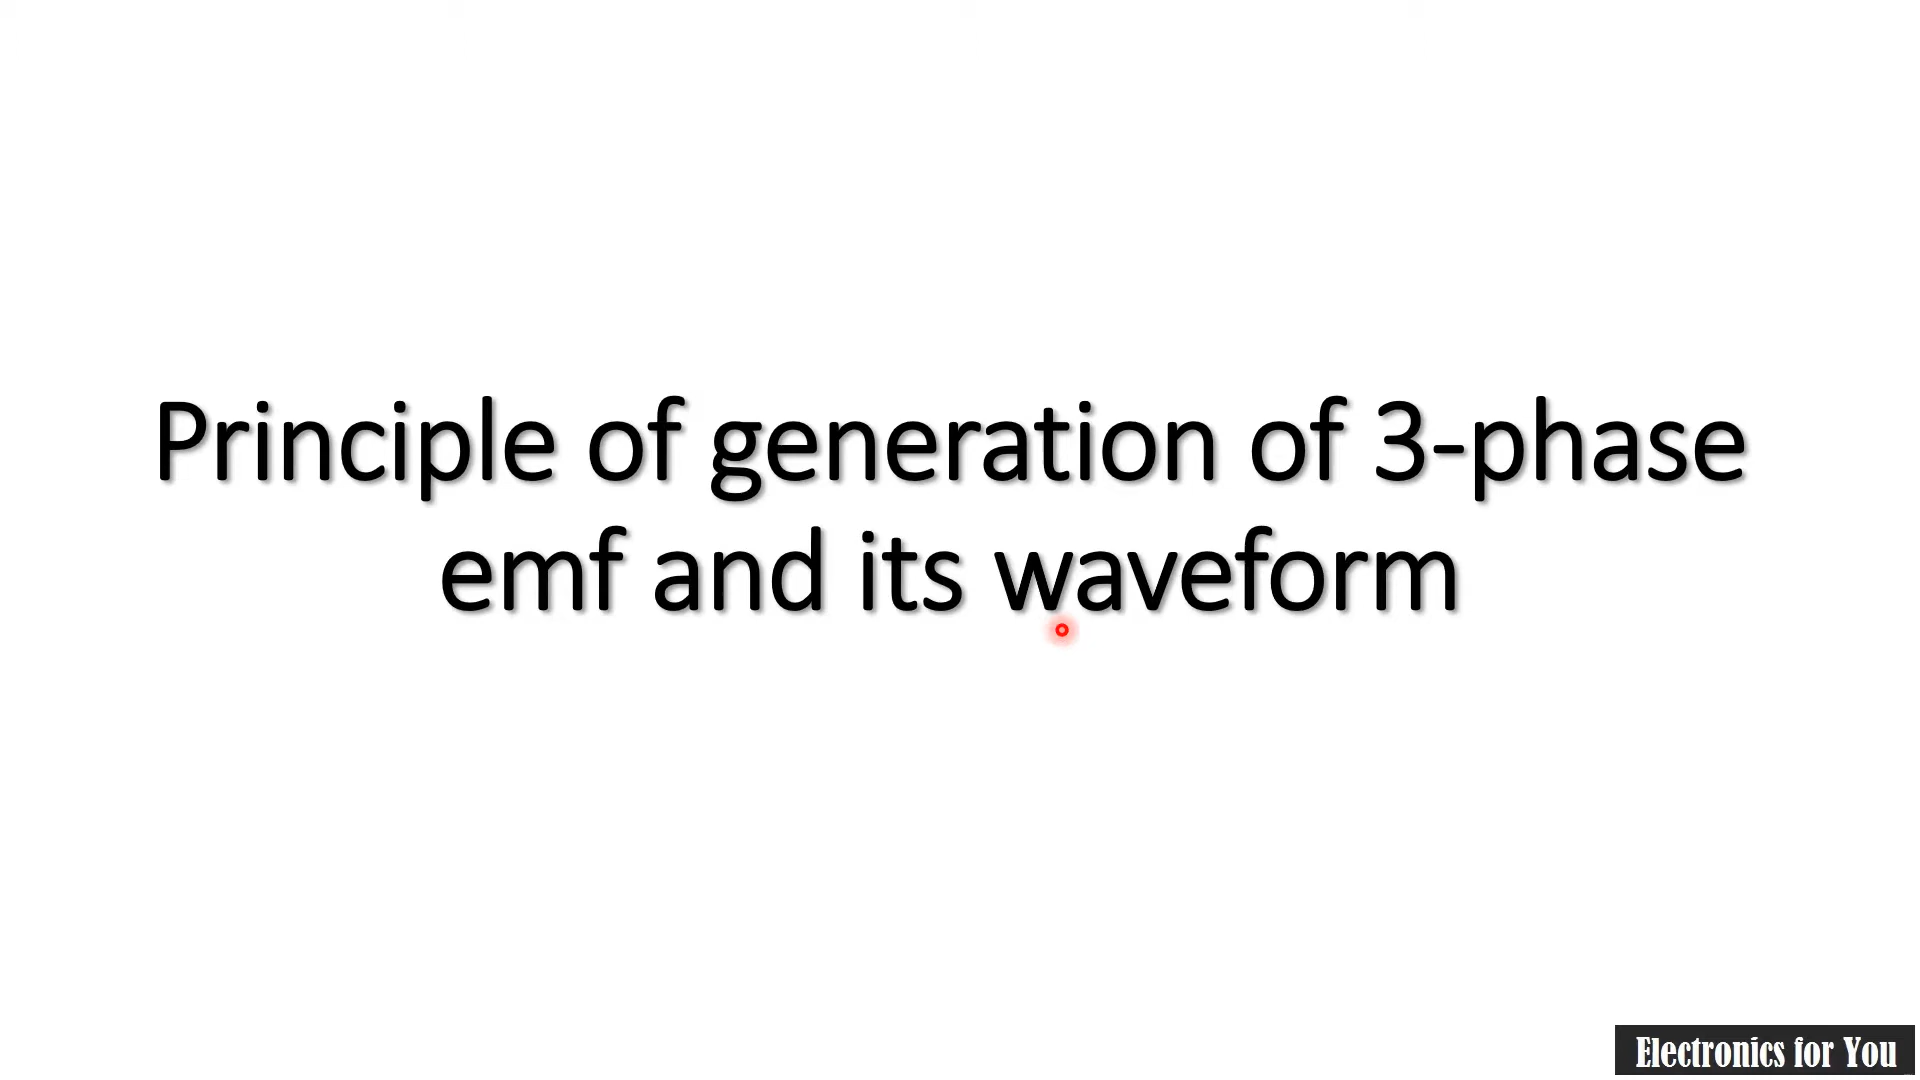 Principle of generation of 3-phase
emf and its waveform
Electronics for You